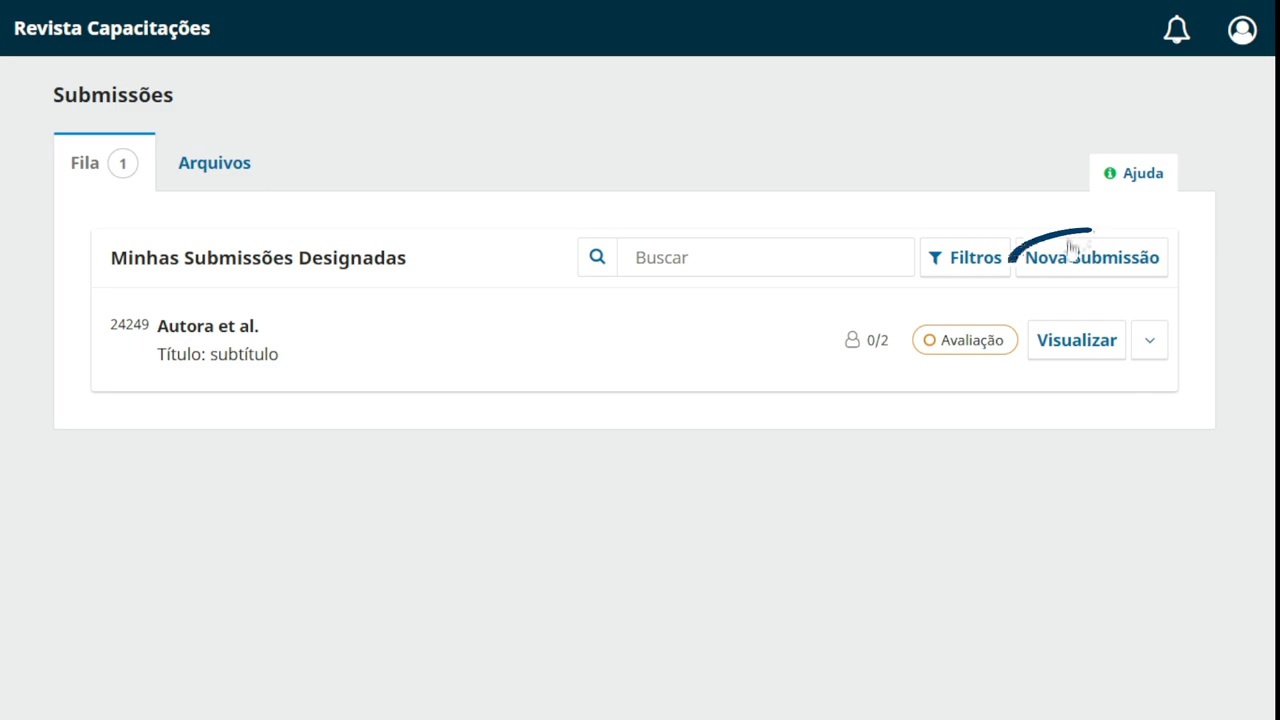 Revista Capacitações
Submissões
Fila 1
Arquivos
Ajuda
Minhas Submissões Designadas
Buscar
Filtros
Nova Submissão
24249 Autora et al.
Título: subtítulo
0/2
Avaliação
Visualizar